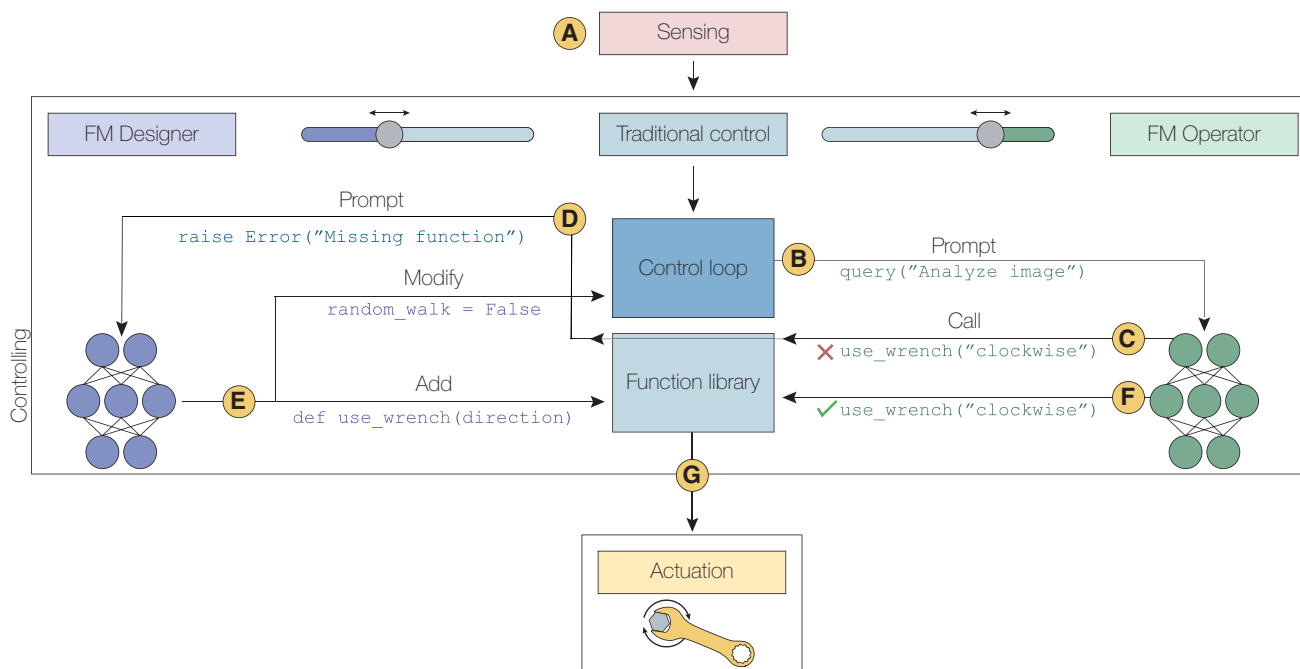 A
Sensing
FM Designer
Traditional control
FM Operator
Prompt
D
raise Error(”Missing function”)
Control loop
B
Prompt
query(”Analyze image”)
Modify
random_walk = False
Controlling
Call
C
use_wrench(”clockwise”)
Function library
Add
E
def use_wrench(direction)
F
use_wrench(”clockwise”)
G
Actuation